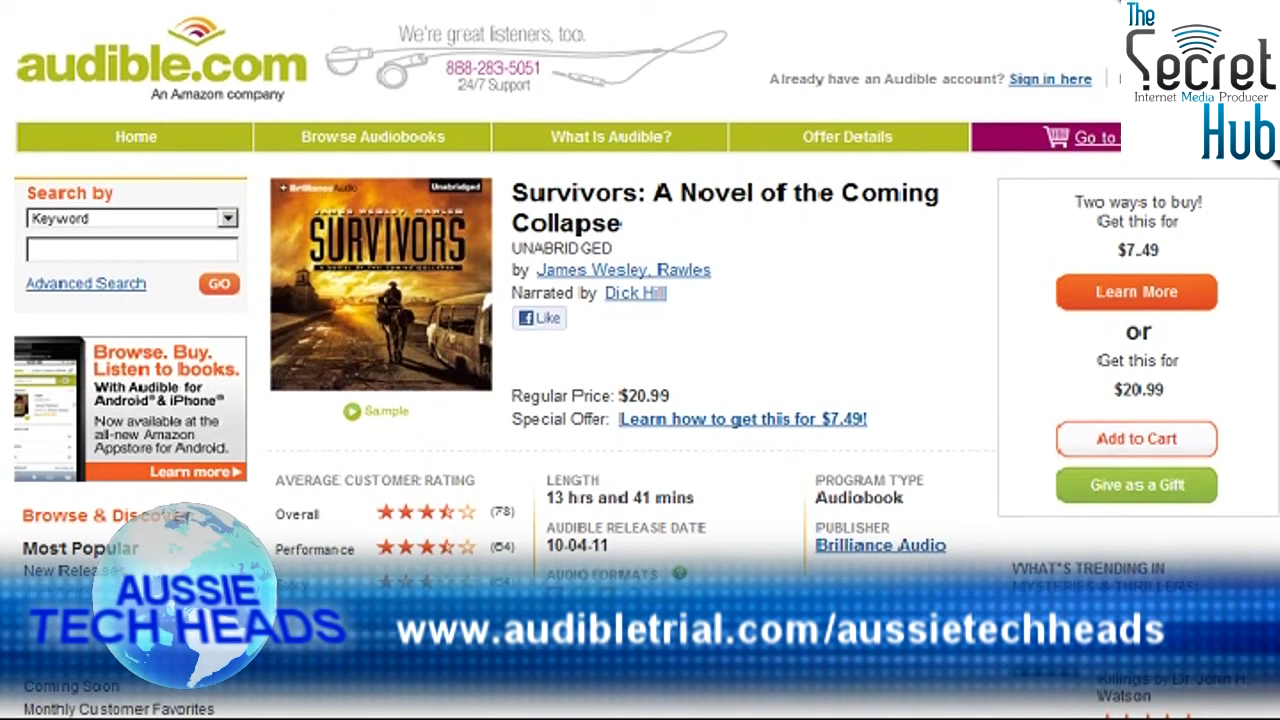 The
Secret
Internet Media Producer
Hub
audible.com
An Amazon company
We're great listeners, too.
888-283-5051
24/7 Support
Already have an Audible account? Sign in here
Home
Browse Audiobooks
What Is Audible?
Offer Details
Go to
Search by
Keyword
Advanced Search
GO
Browse. Buy.
Listen to books.
With Audible for
Android® & iPhone®
Now available at the
all-new Amazon
Appstore for Android.
Learn more
Browse & Discover
Most Popular
New Releases
Coming Soon
Monthly Customer Favorites
+ Brilliance Audio
Unabridged
JAMES WESLEY, RAWLES
SURVIVORS
A NOVEL OF THE COMING COLLAPSE
Sample
Survivors: A Novel of the Coming
Collapse
UNABRIDGED
by James Wesley, Rawles
Narrated by Dick Hill
Like
Regular Price: $20.99
Special Offer: Learn how to get this for $7.49!
AVERAGE CUSTOMER RATING
Overall (78)
Performance (64)
LENGTH
13 hrs and 41 mins
AUDIBLE RELEASE DATE
10-04-11
AUDIO FORMATS ?
PROGRAM TYPE
Audiobook
PUBLISHER
Brilliance Audio
Two ways to buy!
Get this for
$7.49
Learn More
or
Get this for
$20.99
Add to Cart
Give as a Gift
WHAT'S TRENDING IN
MYSTERIES & THRILLERS
Killings by Dr. John H.
Watson
AUSSIE
TECH HEADS
www.audibletrial.com/aussietechheads